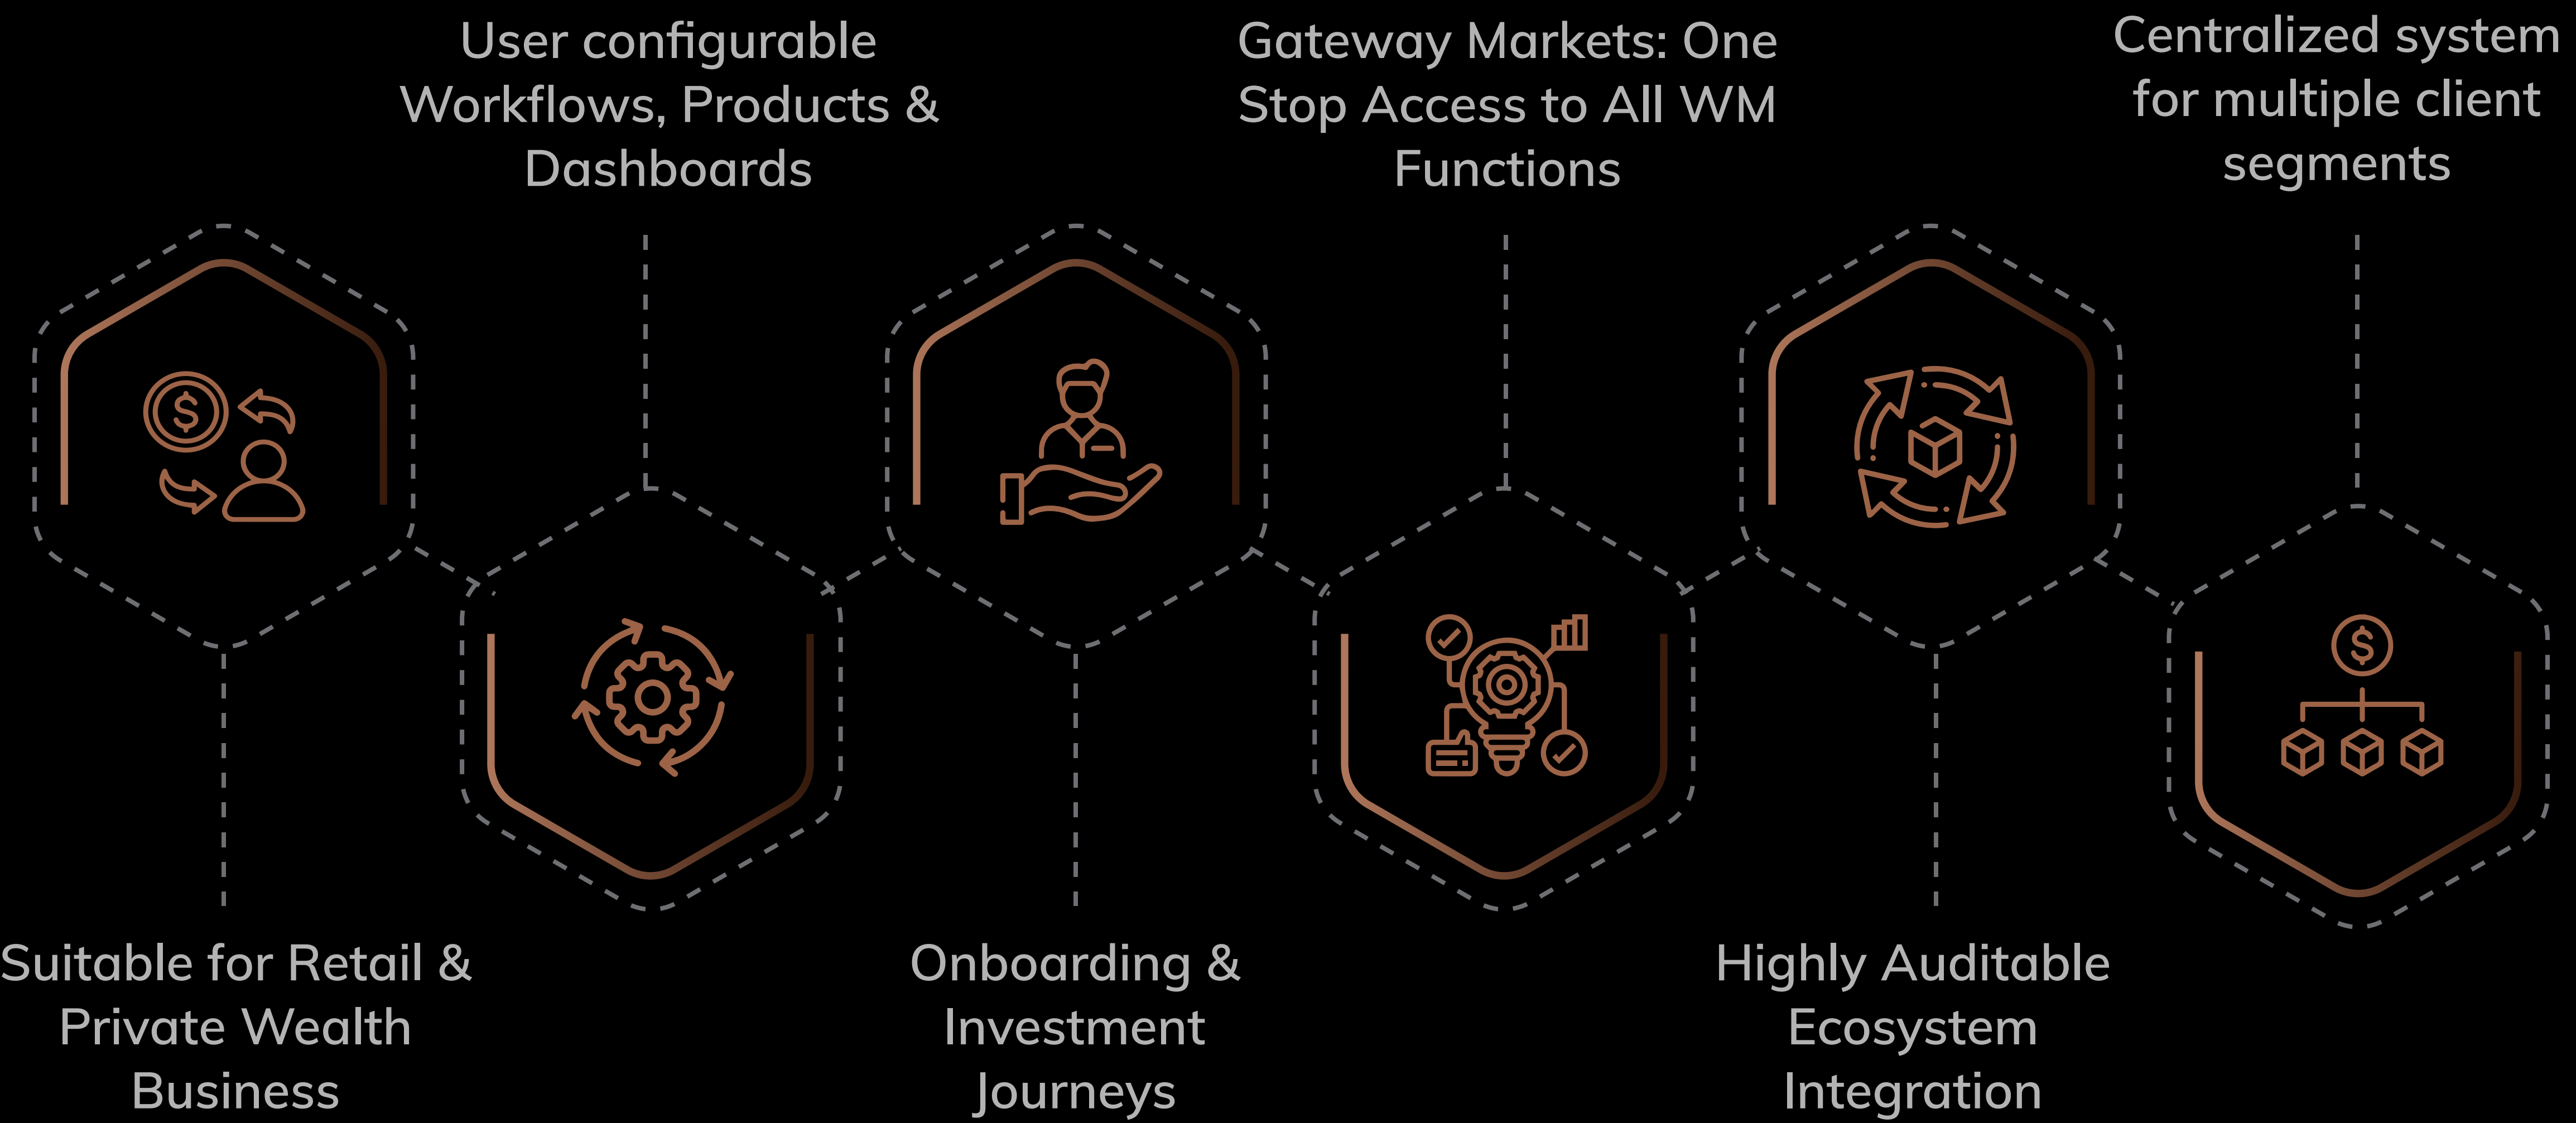 User configurable
Workflows, Products &
Dashboards
Gateway Markets: One
Stop Access to All WM
Functions
Centralized system
for multiple client
segments
$
$
Suitable for Retail &
Private Wealth
Business
Onboarding &
Investment
Journeys
Highly Auditable
Ecosystem
Integration